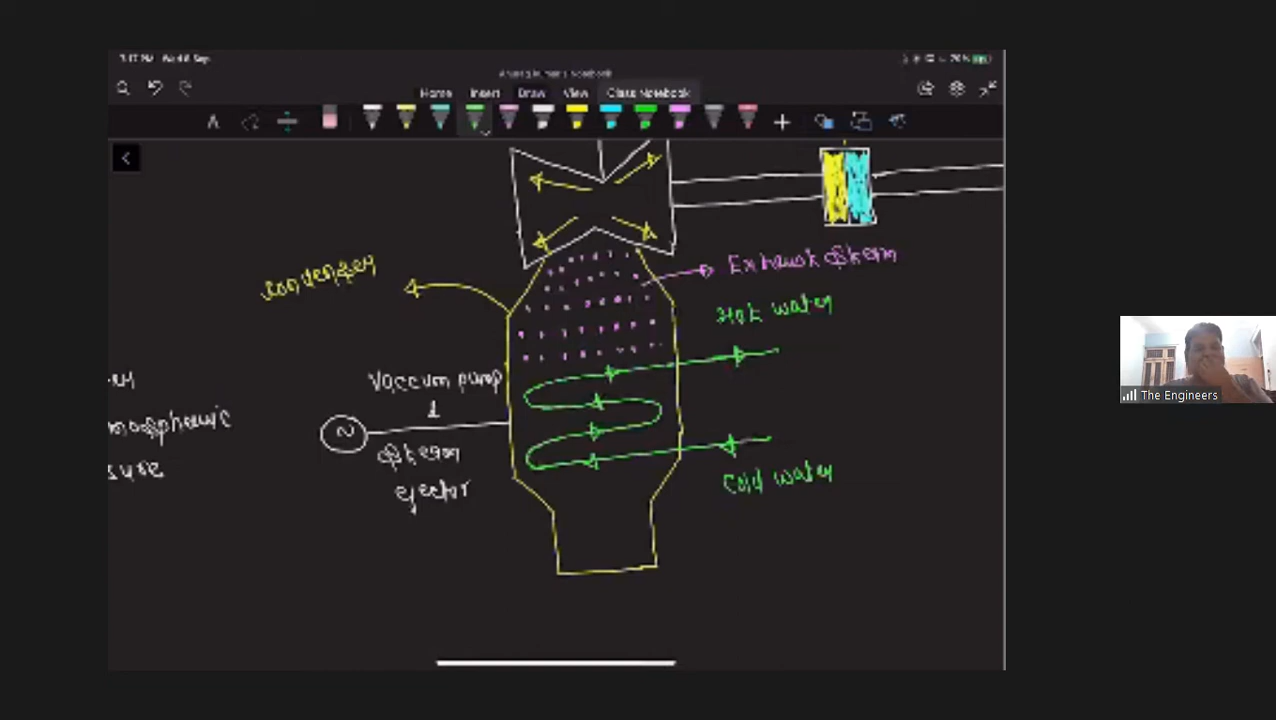 Home Insert Draw View Class Notebook
Exhaust steam
condenser
Hot water
Vaccum pump
steam
ejector
Cold water
sure
The Engineers